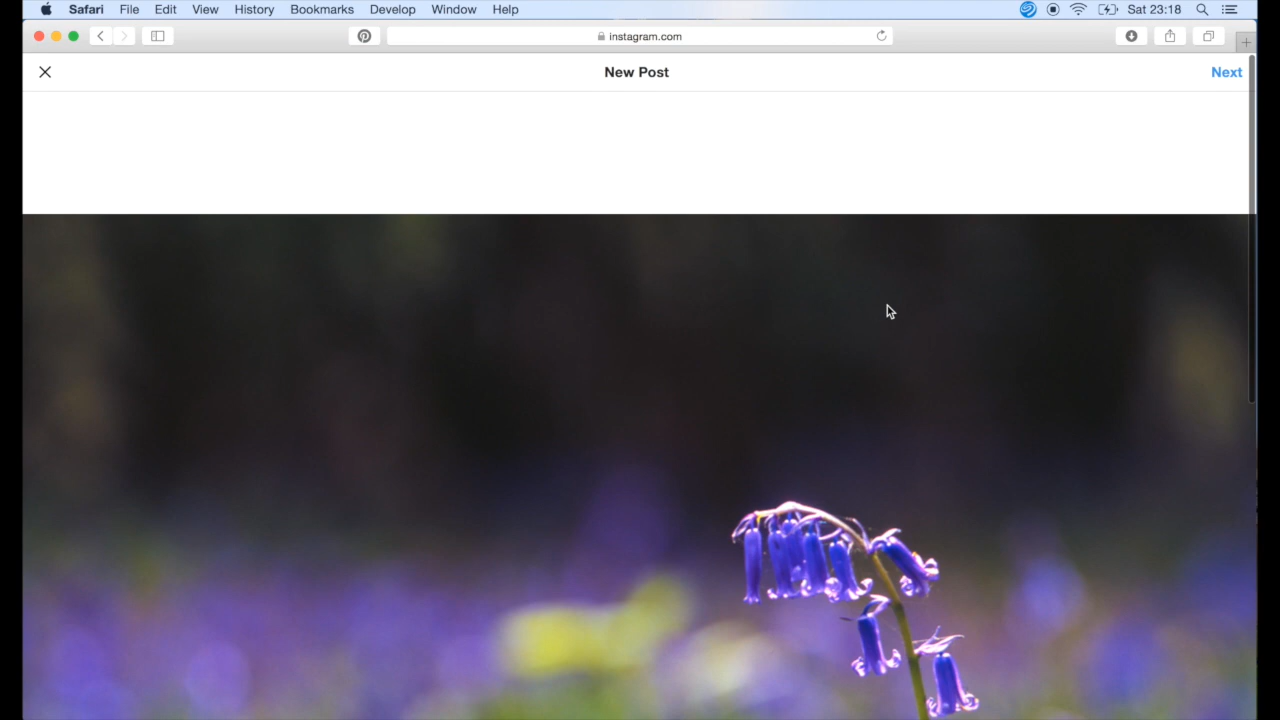 Safari File Edit View History Bookmarks Develop Window Help Sat 23:18
instagram.com
New Post Next